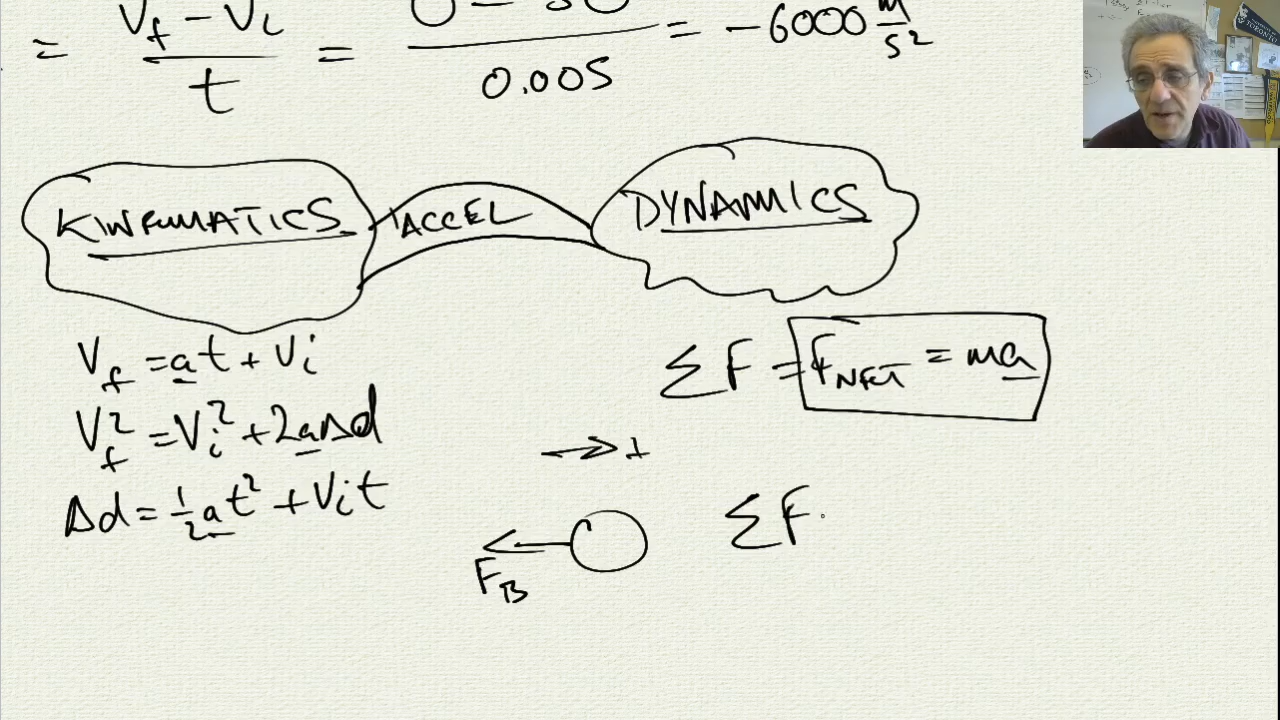 = Vf - Vi / t = 0 - 30 / 0.005 = -6000 m/s²
KINEMATICS ACCEL DYNAMICS
Vf = at + Vi
ΣF = FNET = ma
Vf² = Vi² + 2aΔd
→ +
Δd = ½at² + Vit
ΣF
FB